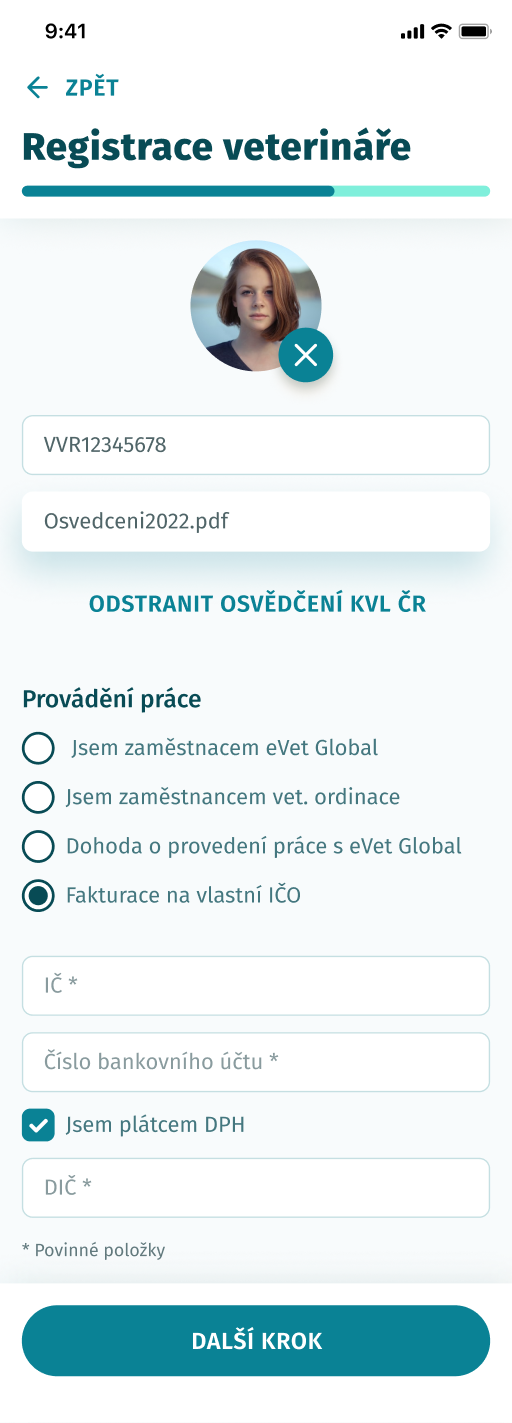 9:41
ZPĚT
Registrace veterináře
VVR12345678
Osvedceni2022.pdf
ODSTRANIT OSVĚDČENÍ KVL ČR
Provádění práce
Jsem zaměstnacem eVet Global
Jsem zaměstnancem vet. ordinace
Dohoda o provedení práce s eVet Global
Fakturace na vlastní IČO
IČ *
Číslo bankovního účtu *
Jsem plátcem DPH
DIČ *
* Povinné položky
DALŠÍ KROK